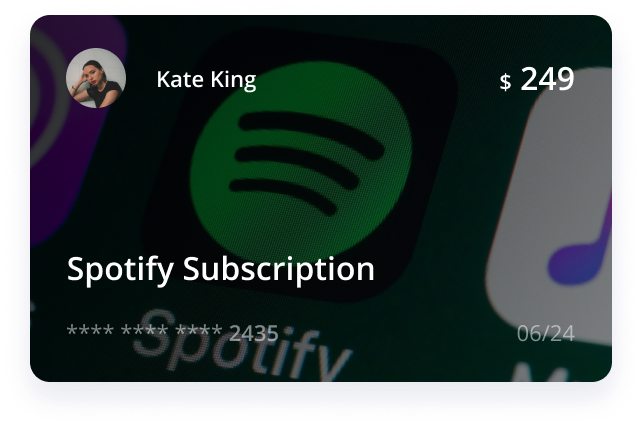 Kate King
$ 249
Spotify Subscription
**** **** **** 2435
06/24
Spotify